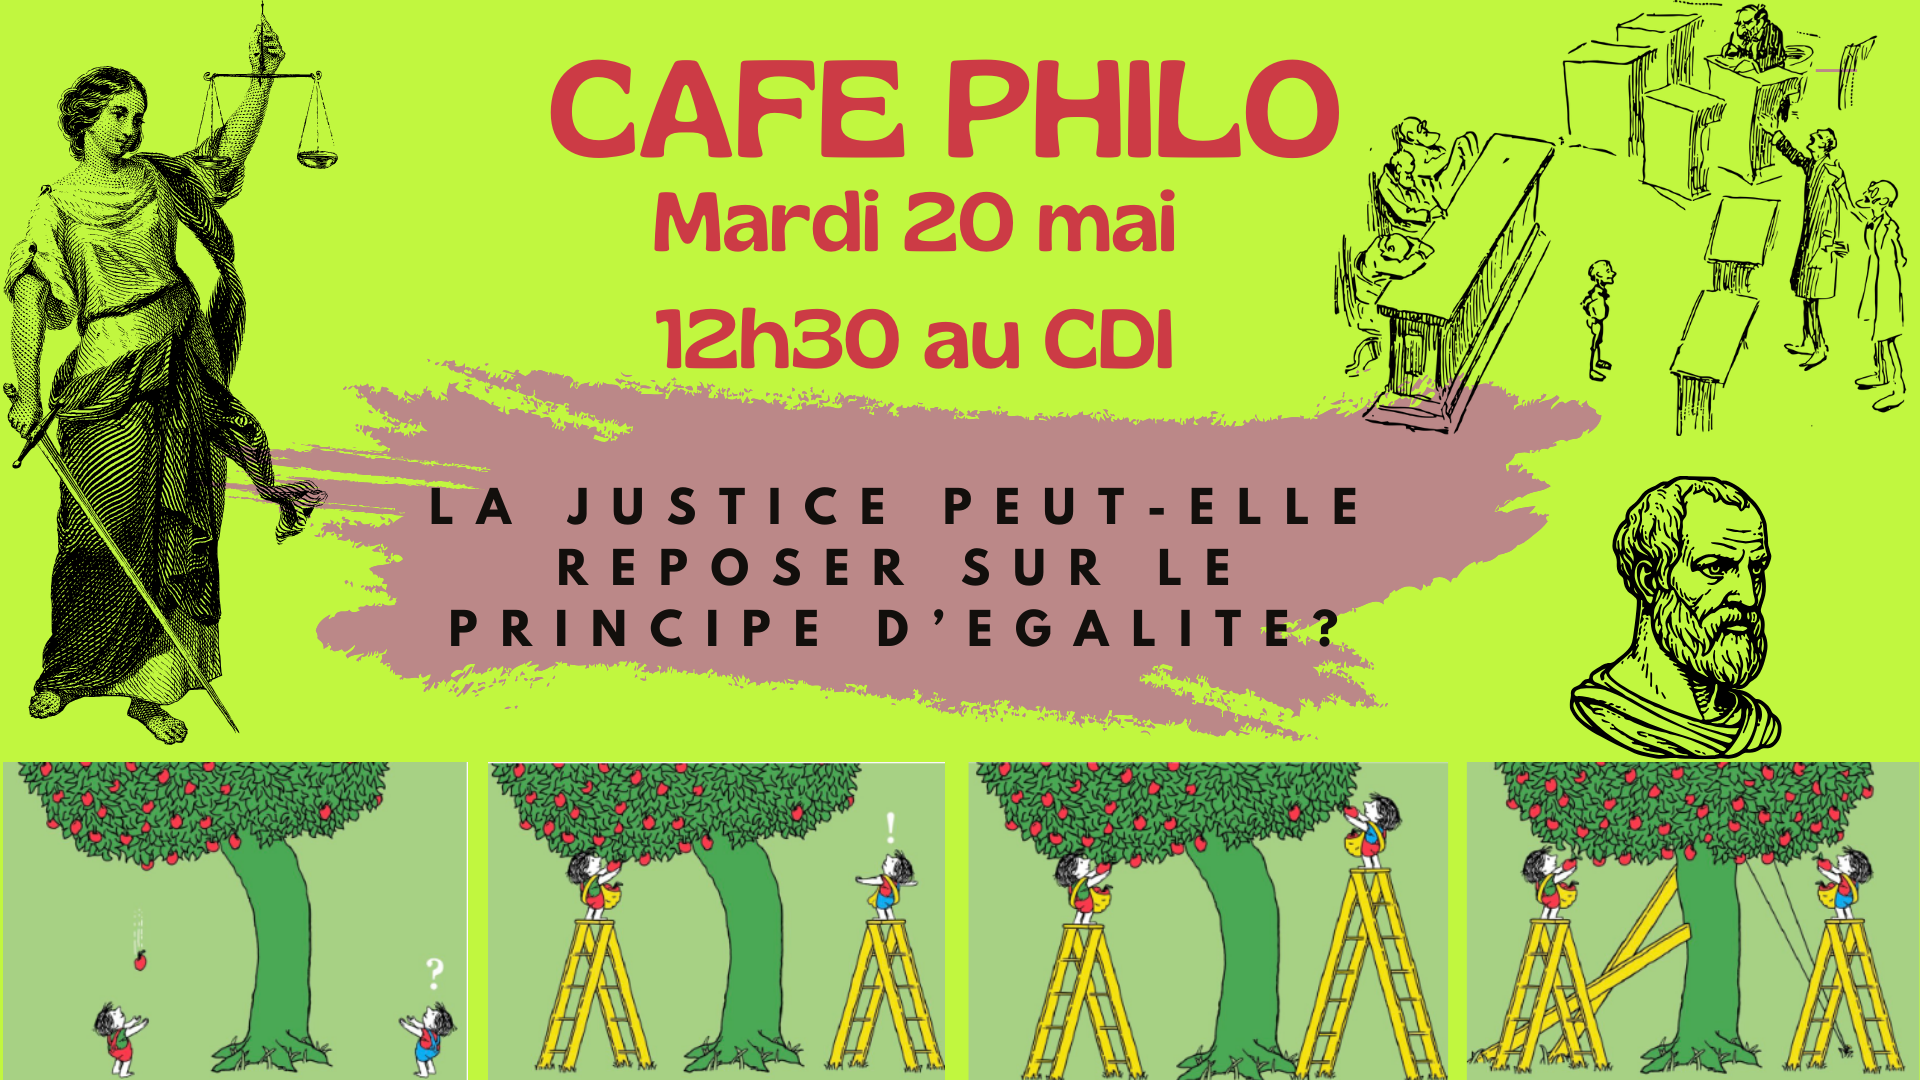 CAFE PHILO
Mardi 20 mai
12h30 au CDI
LA JUSTICE PEUT-ELLE
REPOSER SUR LE
PRINCIPE D'EGALITE?
?
!